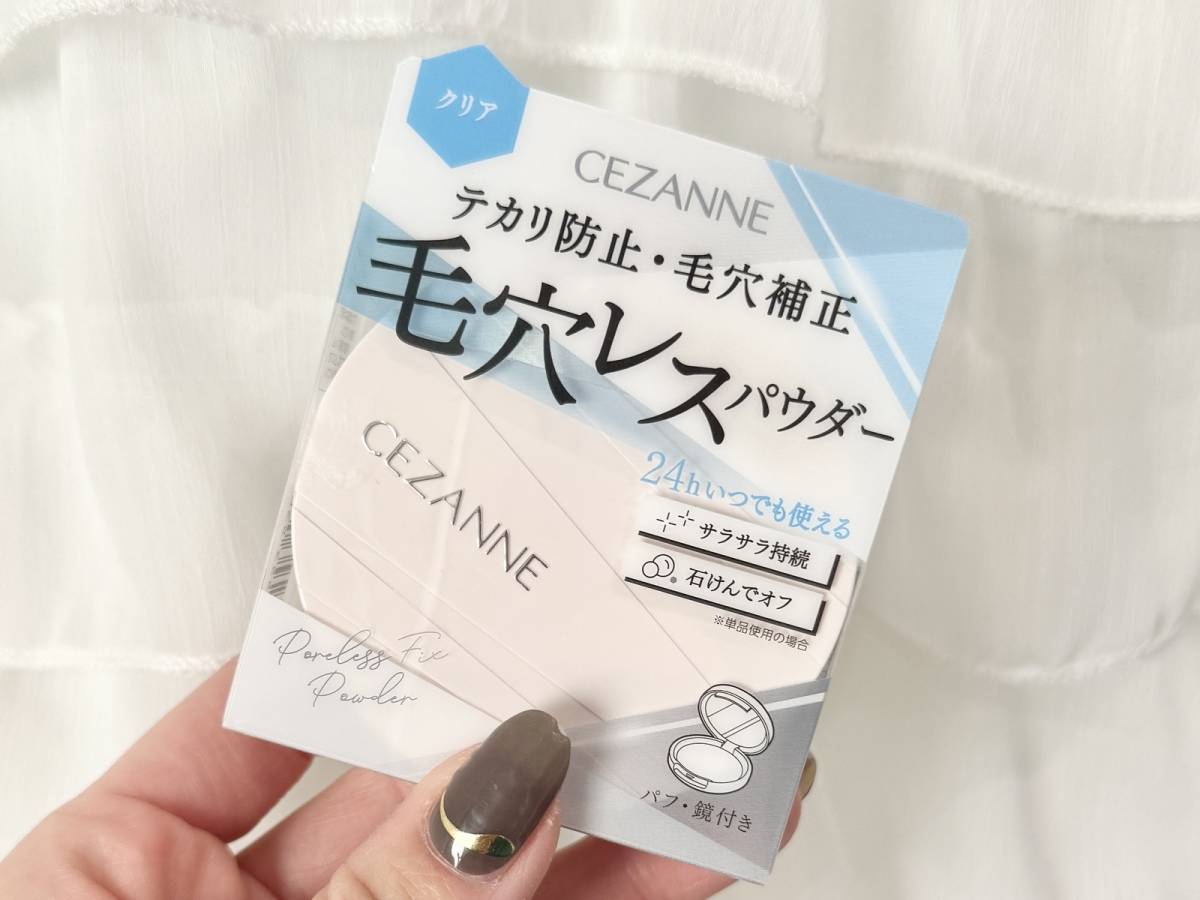 クリア
CEZANNE
テカリ防止・毛穴補正
毛穴レスパウダー
24hいつでも使える
サラサラ持続
石けんでオフ
※単品使用の場合
CEZANNE
Poreless Fix
Powder
パフ・鏡付き